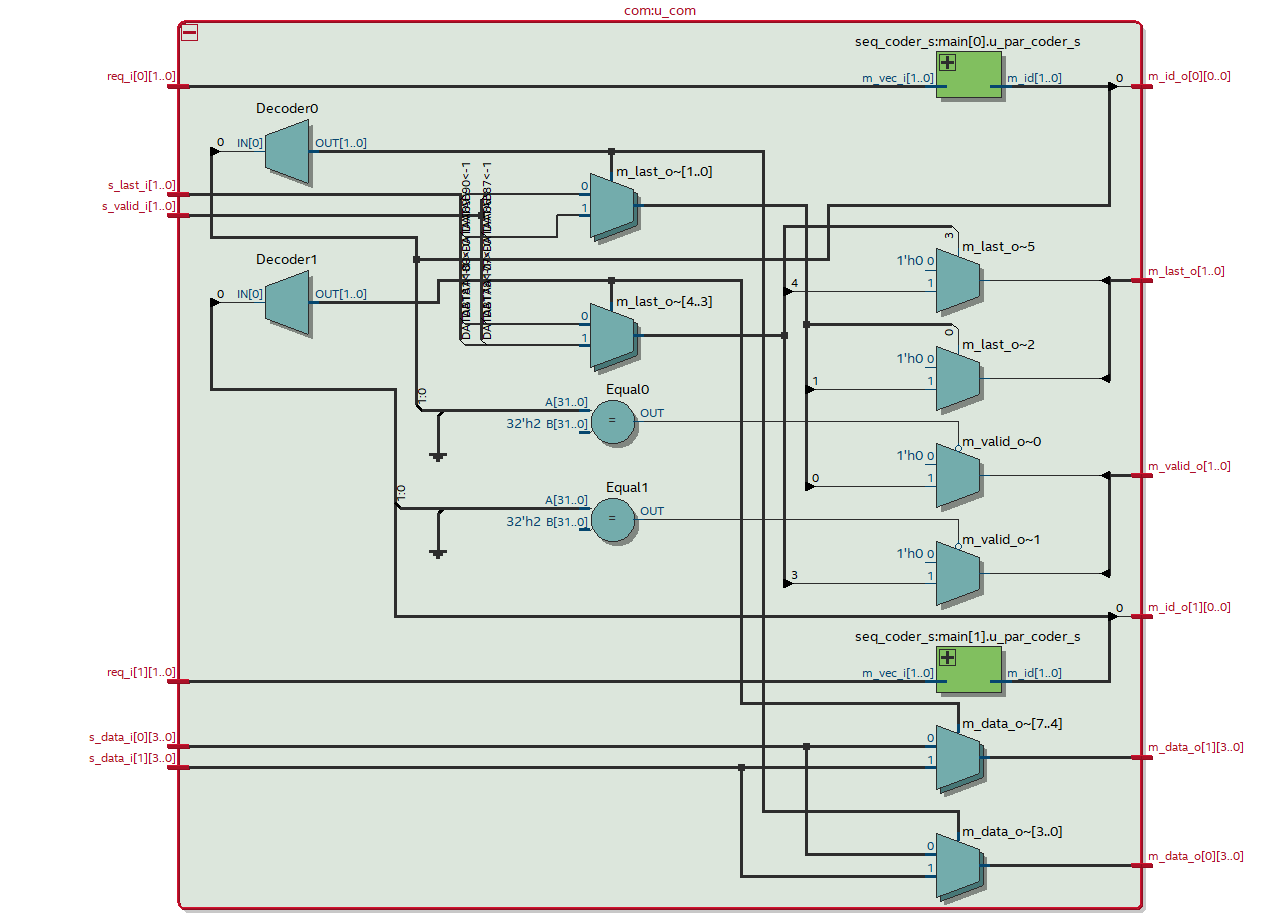 com:u_com
seq_coder_s:main[0].u_par_coder_s
req_i[0][1..0]
m_vec_i[1..0]
m_id[1..0]
0
m_id_o[0][0..0]
Decoder0
0
IN[0]
OUT[1..0]
s_last_i[1..0]
s_valid_i[1..0]
m_last_o~[1..0]
0
1
3
m_last_o~5
1'h0
0
4
1
m_last_o[1..0]
Decoder1
0
IN[0]
OUT[1..0]
m_last_o~[4..3]
0
1
0
m_last_o~2
1'h0
0
1
1
1:0
Equal0
A[31..0]
32'h2
B[31..0]
=
OUT
m_valid_o~0
1'h0
0
0
1
m_valid_o[1..0]
1:0
Equal1
A[31..0]
32'h2
B[31..0]
=
OUT
m_valid_o~1
1'h0
0
3
1
0
m_id_o[1][0..0]
seq_coder_s:main[1].u_par_coder_s
req_i[1][1..0]
m_vec_i[1..0]
m_id[1..0]
m_data_o~[7..4]
s_data_i[0][3..0]
0
s_data_i[1][3..0]
1
m_data_o[1][3..0]
m_data_o~[3..0]
0
1
m_data_o[0][3..0]